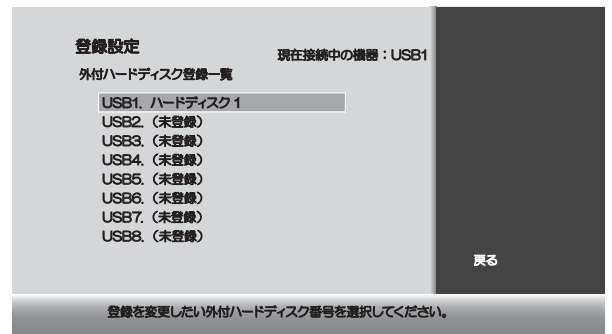 登録設定
現在接続中の機器：USB1
外付ハードディスク登録一覧
USB1. ハードディスク1
USB2.（未登録）
USB3.（未登録）
USB4.（未登録）
USB5.（未登録）
USB6.（未登録）
USB7.（未登録）
USB8.（未登録）
戻る
登録を変更したい外付ハードディスク番号を選択してください。